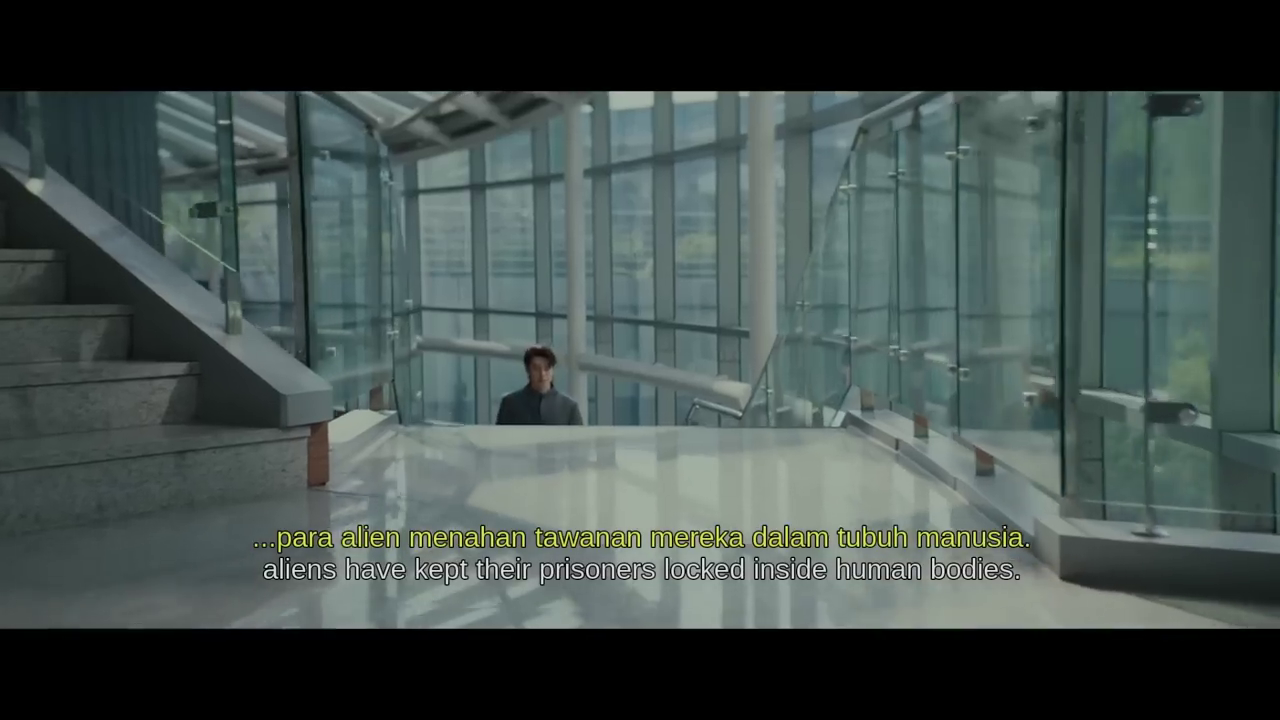 ...para alien menahan tawanan mereka dalam tubuh manusia.
aliens have kept their prisoners locked inside human bodies.